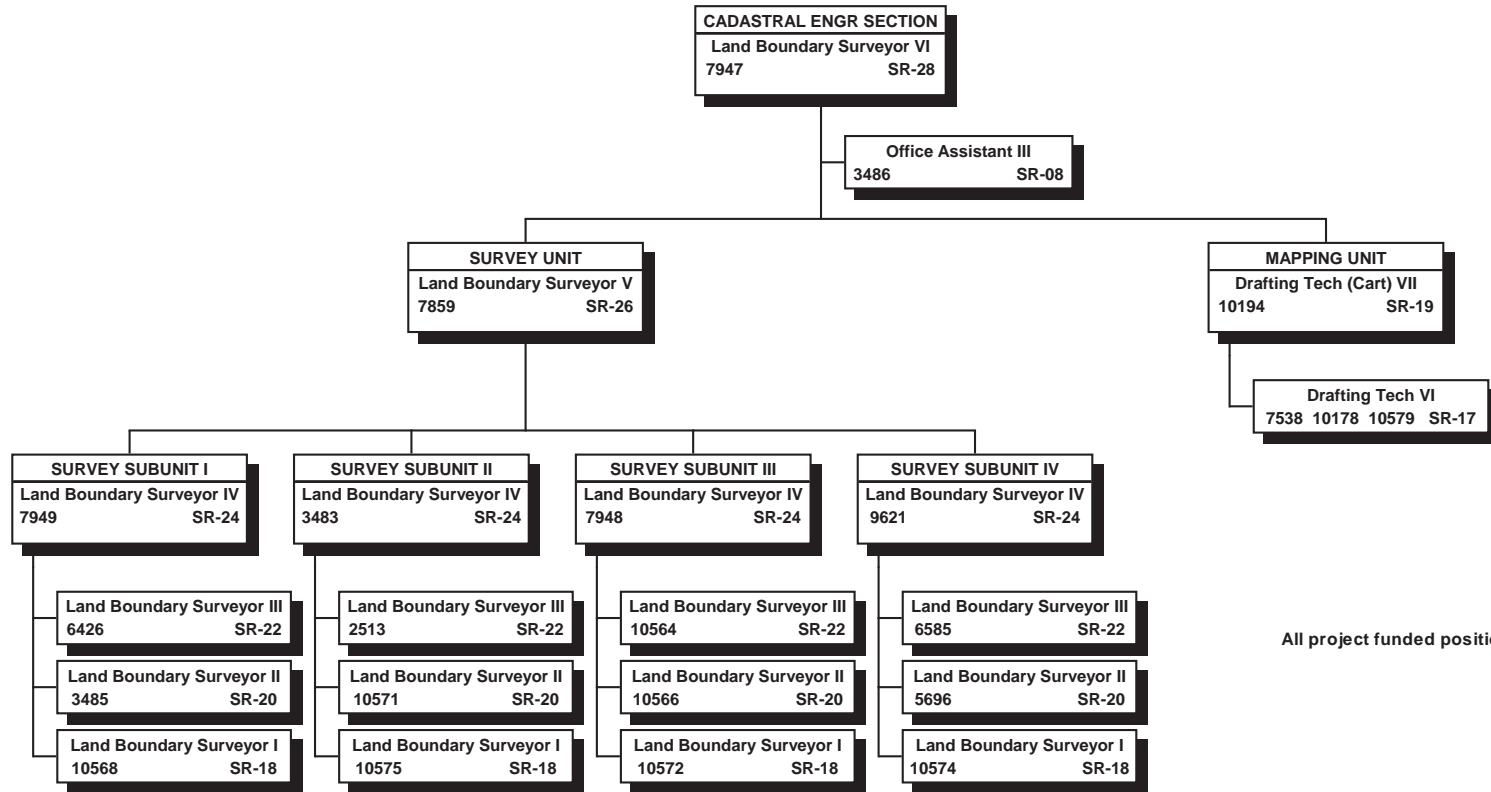 CADASTRAL ENGR SECTION
Land Boundary Surveyor VI
7947 SR-28
Office Assistant III
3486 SR-08
SURVEY UNIT
Land Boundary Surveyor V
7859 SR-26
MAPPING UNIT
Drafting Tech (Cart) VII
10194 SR-19
Drafting Tech VI
7538 10178 10579 SR-17
SURVEY SUBUNIT I
Land Boundary Surveyor IV
7949 SR-24
Land Boundary Surveyor III
6426 SR-22
Land Boundary Surveyor II
3485 SR-20
Land Boundary Surveyor I
10568 SR-18
SURVEY SUBUNIT II
Land Boundary Surveyor IV
3483 SR-24
Land Boundary Surveyor III
2513 SR-22
Land Boundary Surveyor II
10571 SR-20
Land Boundary Surveyor I
10575 SR-18
SURVEY SUBUNIT III
Land Boundary Surveyor IV
7948 SR-24
Land Boundary Surveyor III
10564 SR-22
Land Boundary Surveyor II
10566 SR-20
Land Boundary Surveyor I
10572 SR-18
SURVEY SUBUNIT IV
Land Boundary Surveyor IV
9621 SR-24
Land Boundary Surveyor III
6585 SR-22
Land Boundary Surveyor II
5696 SR-20
Land Boundary Surveyor I
10574 SR-18
All project funded